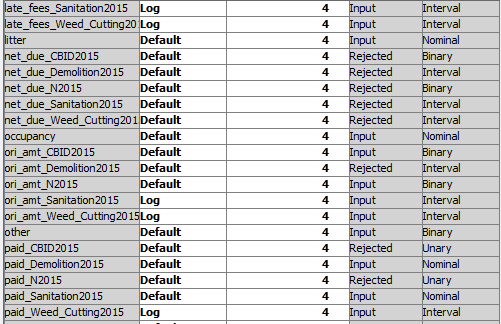 late_fees_Sanitation2015 Log 4 Input Interval
late_fees_Weed_Cutting201 Log 4 Input Interval
litter Default 4 Input Nominal
net_due_CBID2015 Default 4 Rejected Binary
net_due_Demolition2015 Default 4 Rejected Interval
net_due_N2015 Default 4 Rejected Binary
net_due_Sanitation2015 Default 4 Rejected Interval
net_due_Weed_Cutting201 Default 4 Rejected Interval
occupancy Default 4 Input Nominal
ori_amt_CBID2015 Default 4 Input Binary
ori_amt_Demolition2015 Default 4 Rejected Interval
ori_amt_N2015 Default 4 Input Binary
ori_amt_Sanitation2015 Log 4 Input Interval
ori_amt_Weed_Cutting2015 Log 4 Input Interval
other Default 4 Input Binary
paid_CBID2015 Default 4 Rejected Unary
paid_Demolition2015 Default 4 Input Nominal
paid_N2015 Default 4 Rejected Unary
paid_Sanitation2015 Default 4 Input Nominal
paid_Weed_Cutting2015 Log 4 Input Interval